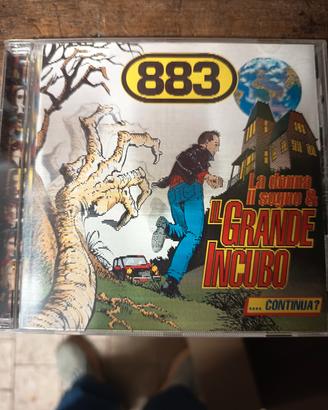 883
La donna
Il sogno &
IL GRANDE
INCUBO
.... CONTINUA?